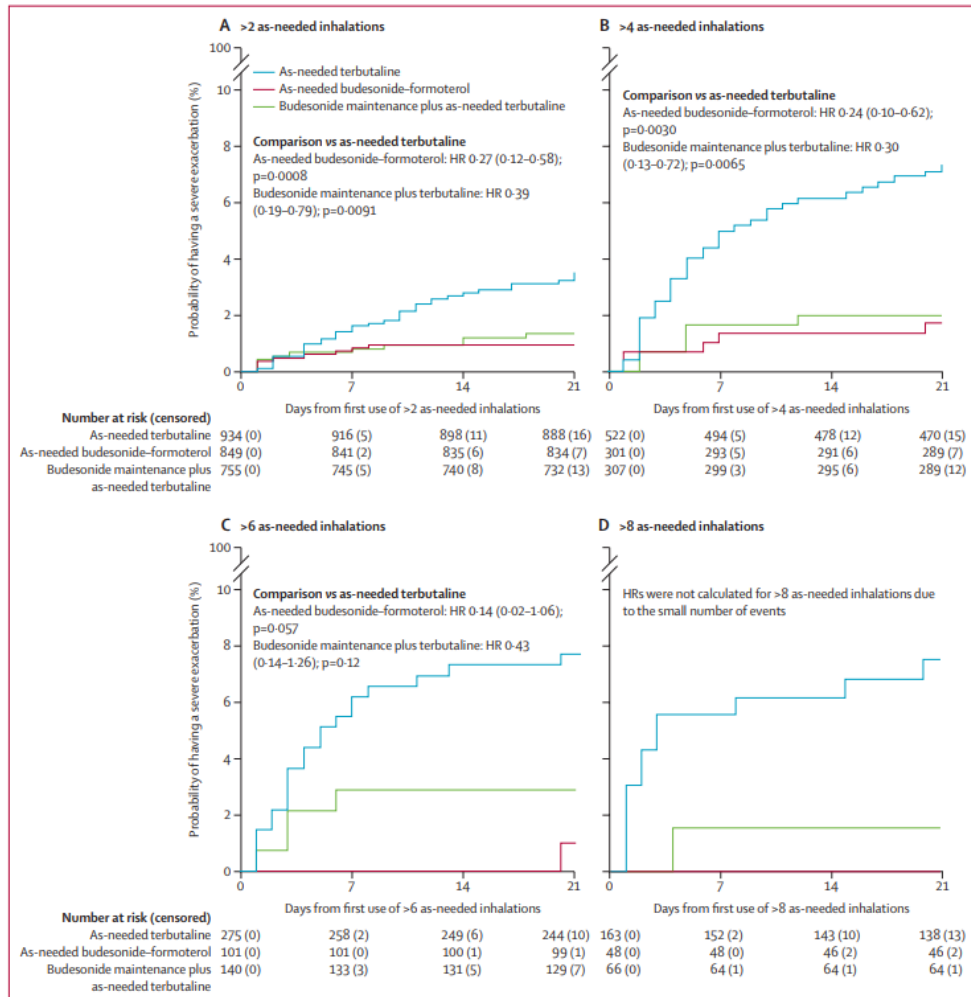 A >2 as-needed inhalations
100
10
8
6
4
2
0
Probability of having a severe exacerbation (%)
As-needed terbutaline
As-needed budesonide–formoterol
Budesonide maintenance plus as-needed terbutaline
Comparison vs as-needed terbutaline
As-needed budesonide–formoterol: HR 0·27 (0·12–0·58);
p=0·0008
Budesonide maintenance plus terbutaline: HR 0·39
(0·19–0·79); p=0·0091
0 7 14 21
Days from first use of >2 as-needed inhalations
B >4 as-needed inhalations
Comparison vs as-needed terbutaline
As-needed budesonide–formoterol: HR 0·24 (0·10–0·62);
p=0·0030
Budesonide maintenance plus terbutaline: HR 0·30
(0·13–0·72); p=0·0065
0 7 14 21
Days from first use of >4 as-needed inhalations
Number at risk (censored)
As-needed terbutaline 934 (0) 916 (5) 898 (11) 888 (16) 522 (0) 494 (5) 478 (12) 470 (15)
As-needed budesonide–formoterol 849 (0) 841 (2) 835 (6) 834 (7) 301 (0) 293 (5) 291 (6) 289 (7)
Budesonide maintenance plus 755 (0) 745 (5) 740 (8) 732 (13) 307 (0) 299 (3) 295 (6) 289 (12)
as-needed terbutaline
C >6 as-needed inhalations
100
10
8
6
4
2
0
Probability of having a severe exacerbation (%)
Comparison vs as-needed terbutaline
As-needed budesonide–formoterol: HR 0·14 (0·02–1·06);
p=0·057
Budesonide maintenance plus terbutaline: HR 0·43
(0·14–1·26); p=0·12
0 7 14 21
Days from first use of >6 as-needed inhalations
D >8 as-needed inhalations
HRs were not calculated for >8 as-needed inhalations due
to the small number of events
0 7 14 21
Days from first use of >8 as-needed inhalations
Number at risk (censored)
As-needed terbutaline 275 (0) 258 (2) 249 (6) 244 (10) 163 (0) 152 (2) 143 (10) 138 (13)
As-needed budesonide–formoterol 101 (0) 101 (0) 100 (1) 99 (1) 48 (0) 48 (0) 46 (2) 46 (2)
Budesonide maintenance plus 140 (0) 133 (3) 131 (5) 129 (7) 66 (0) 64 (1) 64 (1) 64 (1)
as-needed terbutaline